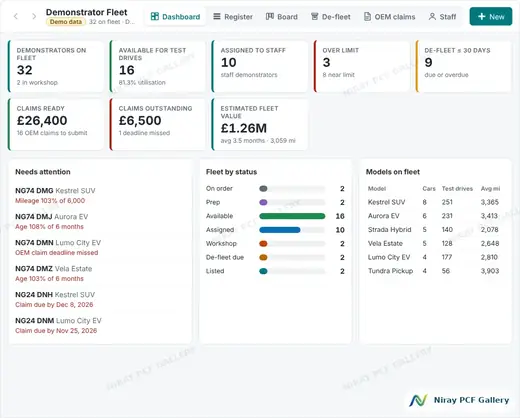 Demonstrator Fleet
Demo data 32 on fleet · D...
Dashboard
Register
Board
De-fleet
OEM claims
Staff
+ New
DEMONSTRATORS ON FLEET
32
2 in workshop
AVAILABLE FOR TEST DRIVES
16
81.3% utilisation
ASSIGNED TO STAFF
10
staff demonstrators
OVER LIMIT
3
8 near limit
DE-FLEET ≤ 30 DAYS
9
due or overdue
CLAIMS READY
£26,400
16 OEM claims to submit
CLAIMS OUTSTANDING
£6,500
1 deadline missed
ESTIMATED FLEET VALUE
£1.26M
avg 3.5 months · 3,059 mi
Needs attention
NG74 DMG Kestrel SUV
Mileage 103% of 6,000
NG74 DMJ Aurora EV
Age 108% of 6 months
NG74 DMN Lumo City EV
OEM claim deadline missed
NG74 DMZ Vela Estate
Age 103% of 6 months
NG24 DNH Kestrel SUV
Claim due by Dec 8, 2026
NG24 DNM Lumo City EV
Claim due by Nov 25, 2026
Fleet by status
On order 2
Prep 2
Available 16
Assigned 10
Workshop 2
De-fleet due 2
Listed 2
Models on fleet
Model Cars Test drives Avg mi
Kestrel SUV 8 251 3,365
Aurora EV 6 231 3,413
Strada Hybrid 5 140 2,078
Vela Estate 5 128 2,648
Lumo City EV 4 177 2,810
Tundra Pickup 4 56 3,903
NIRAY PCF GALLERY
Niray PCF Gallery